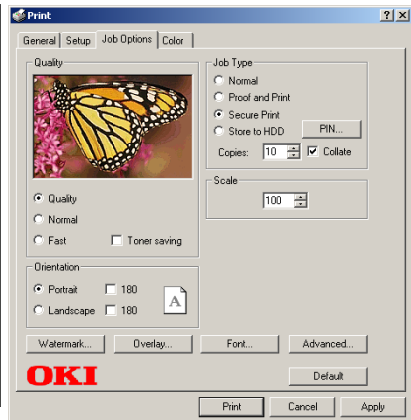 Print
General Setup Job Options Color
Quality
Quality
Normal
Fast Toner saving
Orientation
Portrait 180
Landscape 180
A
Job Type
Normal
Proof and Print
Secure Print
Store to HDD PIN...
Copies: 10 Collate
Scale
100
Watermark... Overlay... Font... Advanced...
OKI Default
Print Cancel Apply